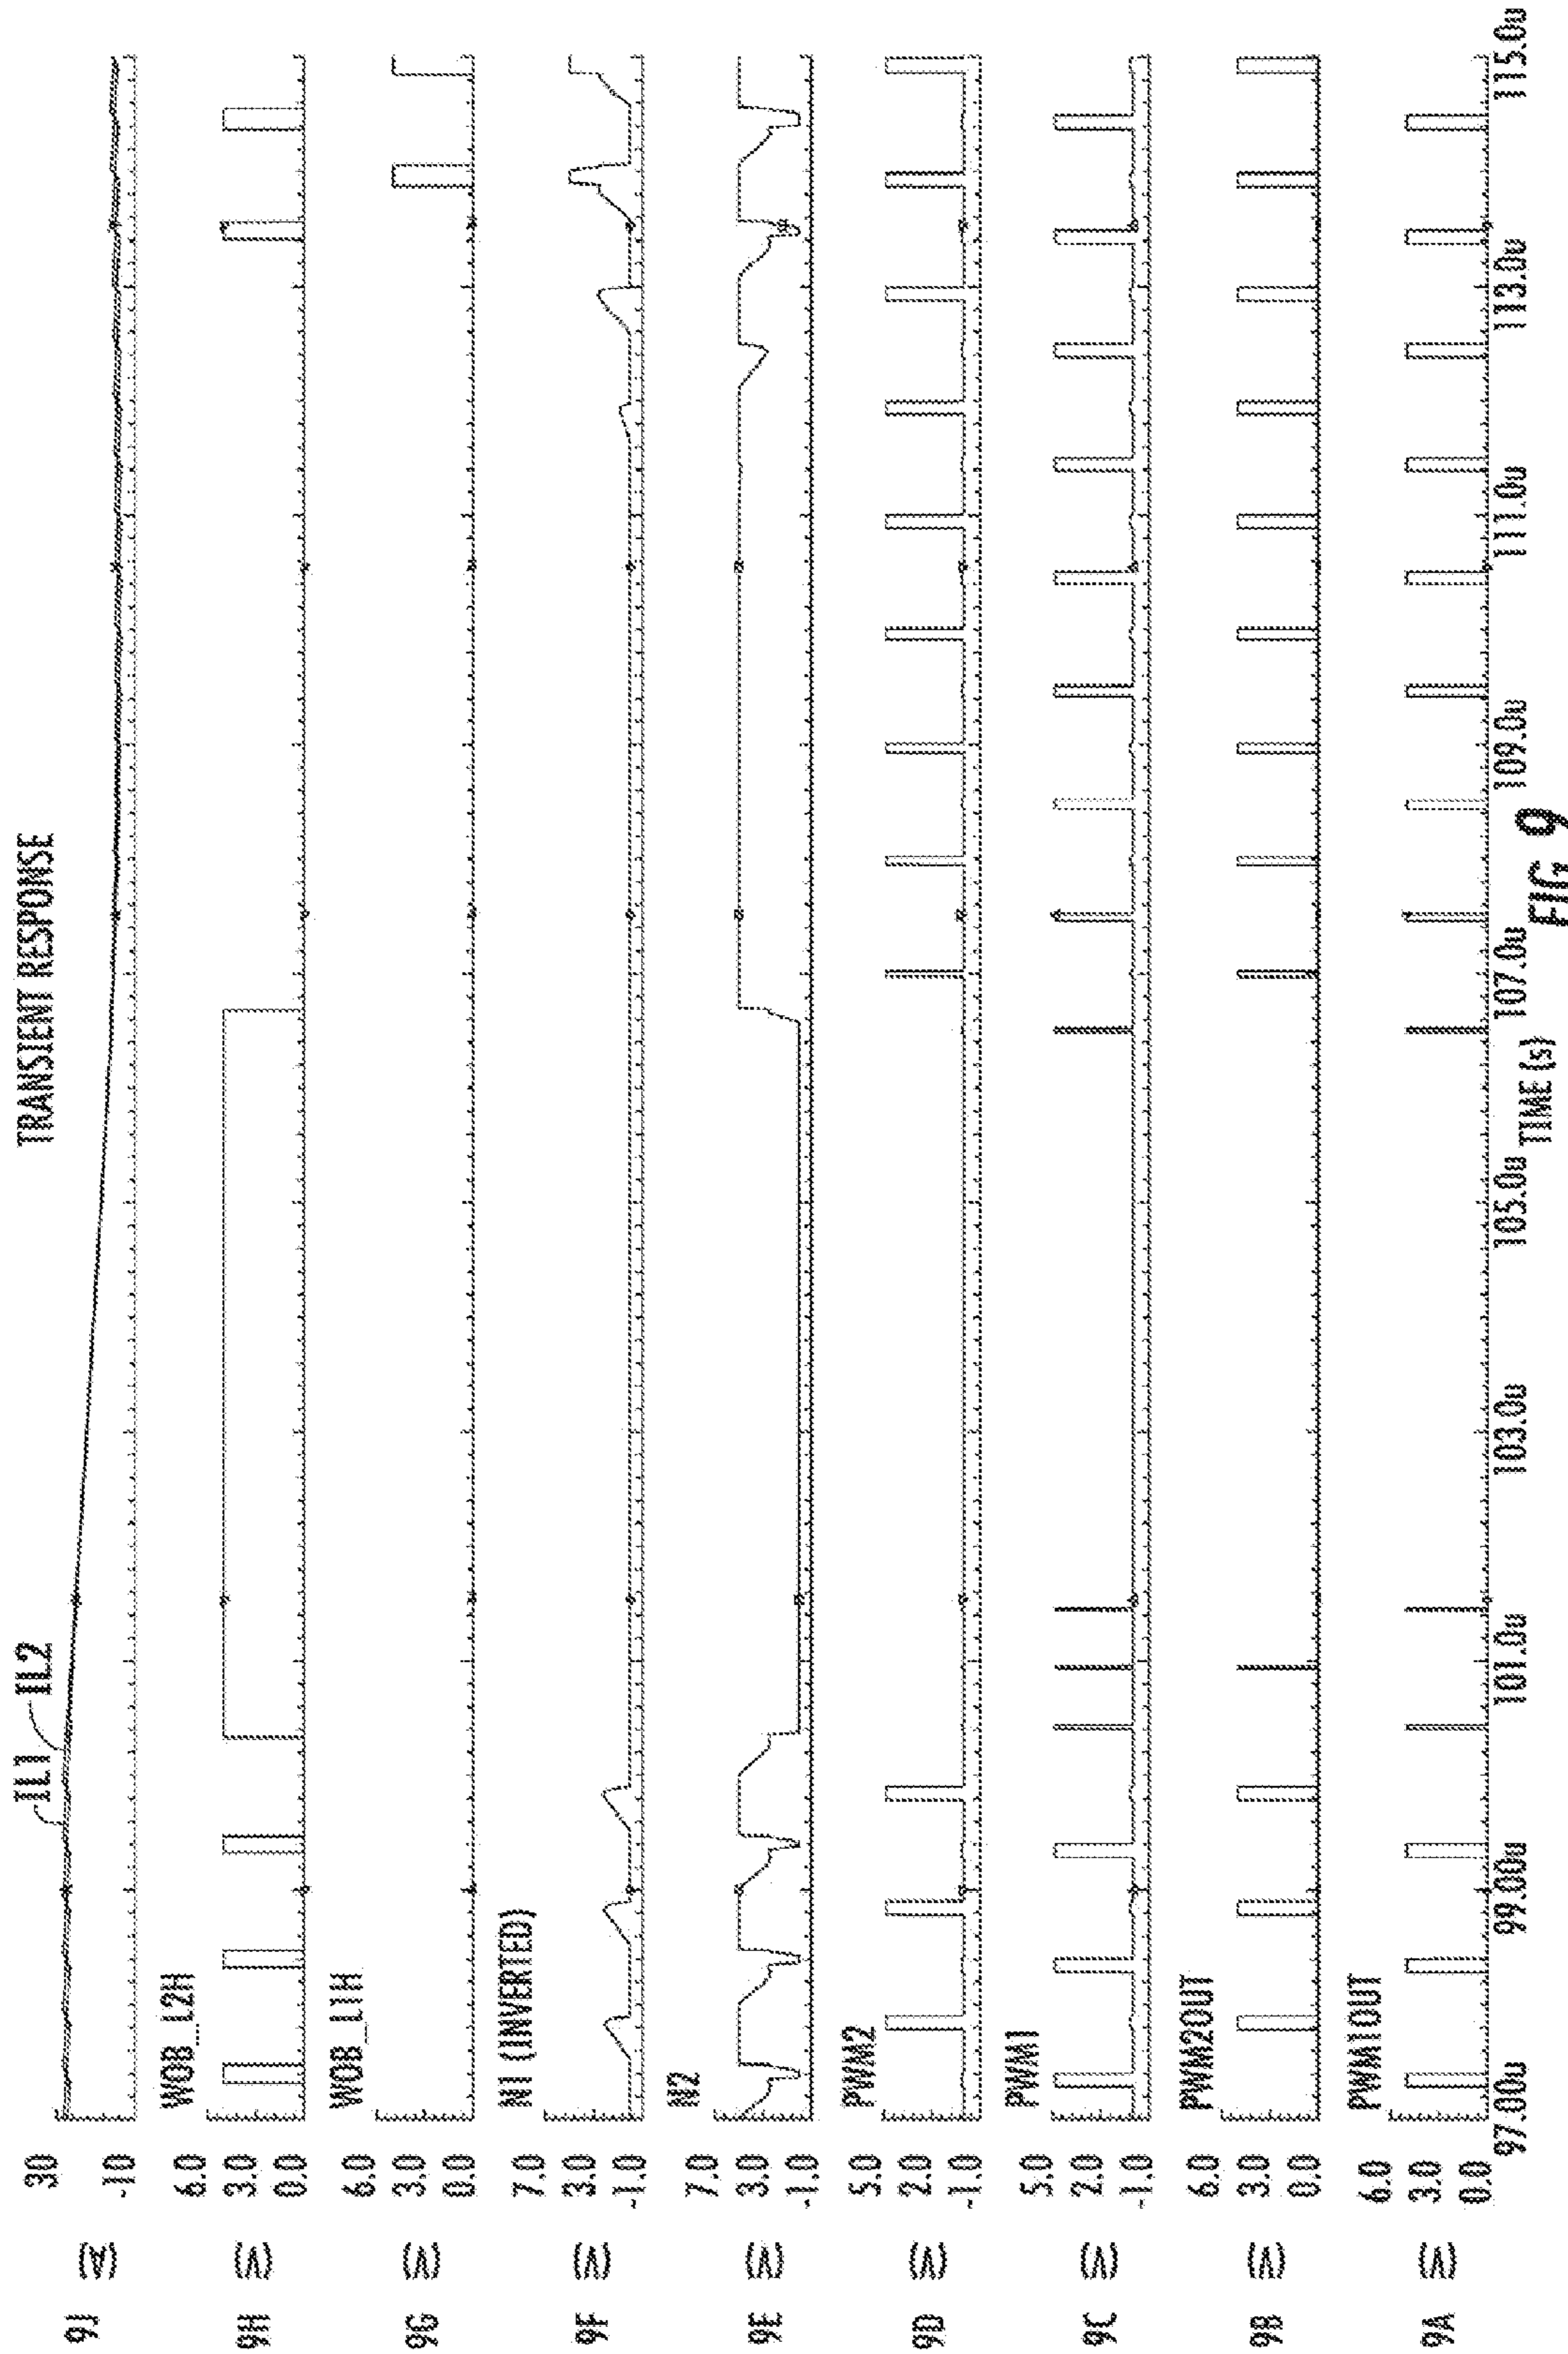 TRANSIENT RESPONSE
9J (A) 30 -10 IL1 IL2
9H (V) 6.0 3.0 0.0 WOB_L2H
9G (V) 6.0 3.0 0.0 WOB_L1H
9F (V) 7.0 3.0 -1.0 N1 (INVERTED)
9E (V) 7.0 3.0 -1.0 N2
9D (V) 5.0 2.0 -1.0 PWM2
9C (V) 5.0 2.0 -1.0 PWM1
9B (V) 6.0 3.0 0.0 PWM2OUT
9A (V) 6.0 3.0 0.0 PWM1OUT
97.00u 99.00u 101.0u 103.0u 105.0u 107.0u 109.0u 111.0u 113.0u 115.0u
TIME (s)
FIG. 9